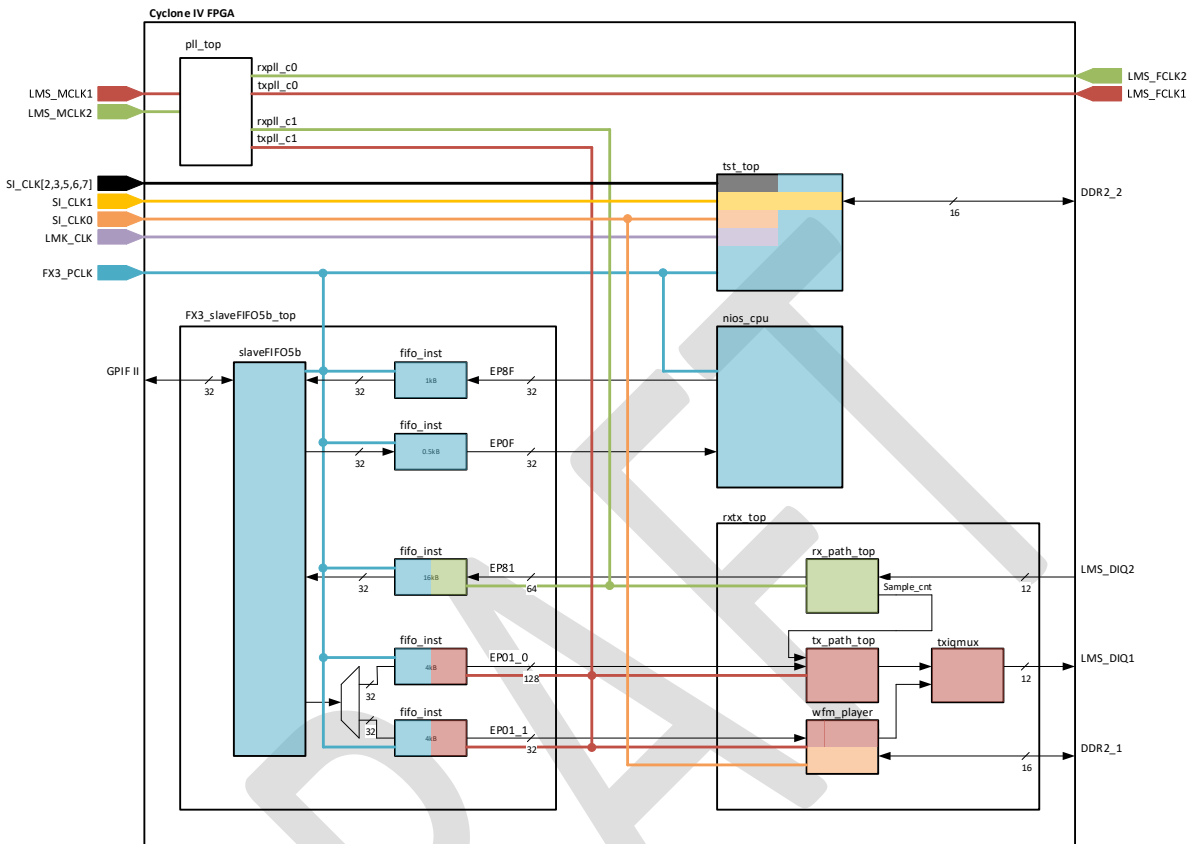 Cyclone IV FPGA
pll_top
rxpll_c0
txpll_c0
LMS_FCLK2
LMS_FCLK1
LMS_MCLK1
LMS_MCLK2
rxpll_c1
txpll_c1
tst_top
SI_CLK[2,3,5,6,7]
SI_CLK1
SI_CLK0
LMK_CLK
FX3_PCLK
16
DDR2_2
FX3_slaveFIFO5b_top
nios_cpu
slaveFIFO5b
fifo_inst
GPIF II
32
32
1kB
EP8F
32
fifo_inst
32
0.5kB
EP0F
32
rxtx_top
fifo_inst
rx_path_top
32
16kB
EP81
64
Sample_cnt
12
LMS_DIQ2
fifo_inst
tx_path_top
txiqmux
32
4kB
EP01_0
128
12
LMS_DIQ1
fifo_inst
wfm_player
32
4kB
EP01_1
32
16
DDR2_1
DRAFT